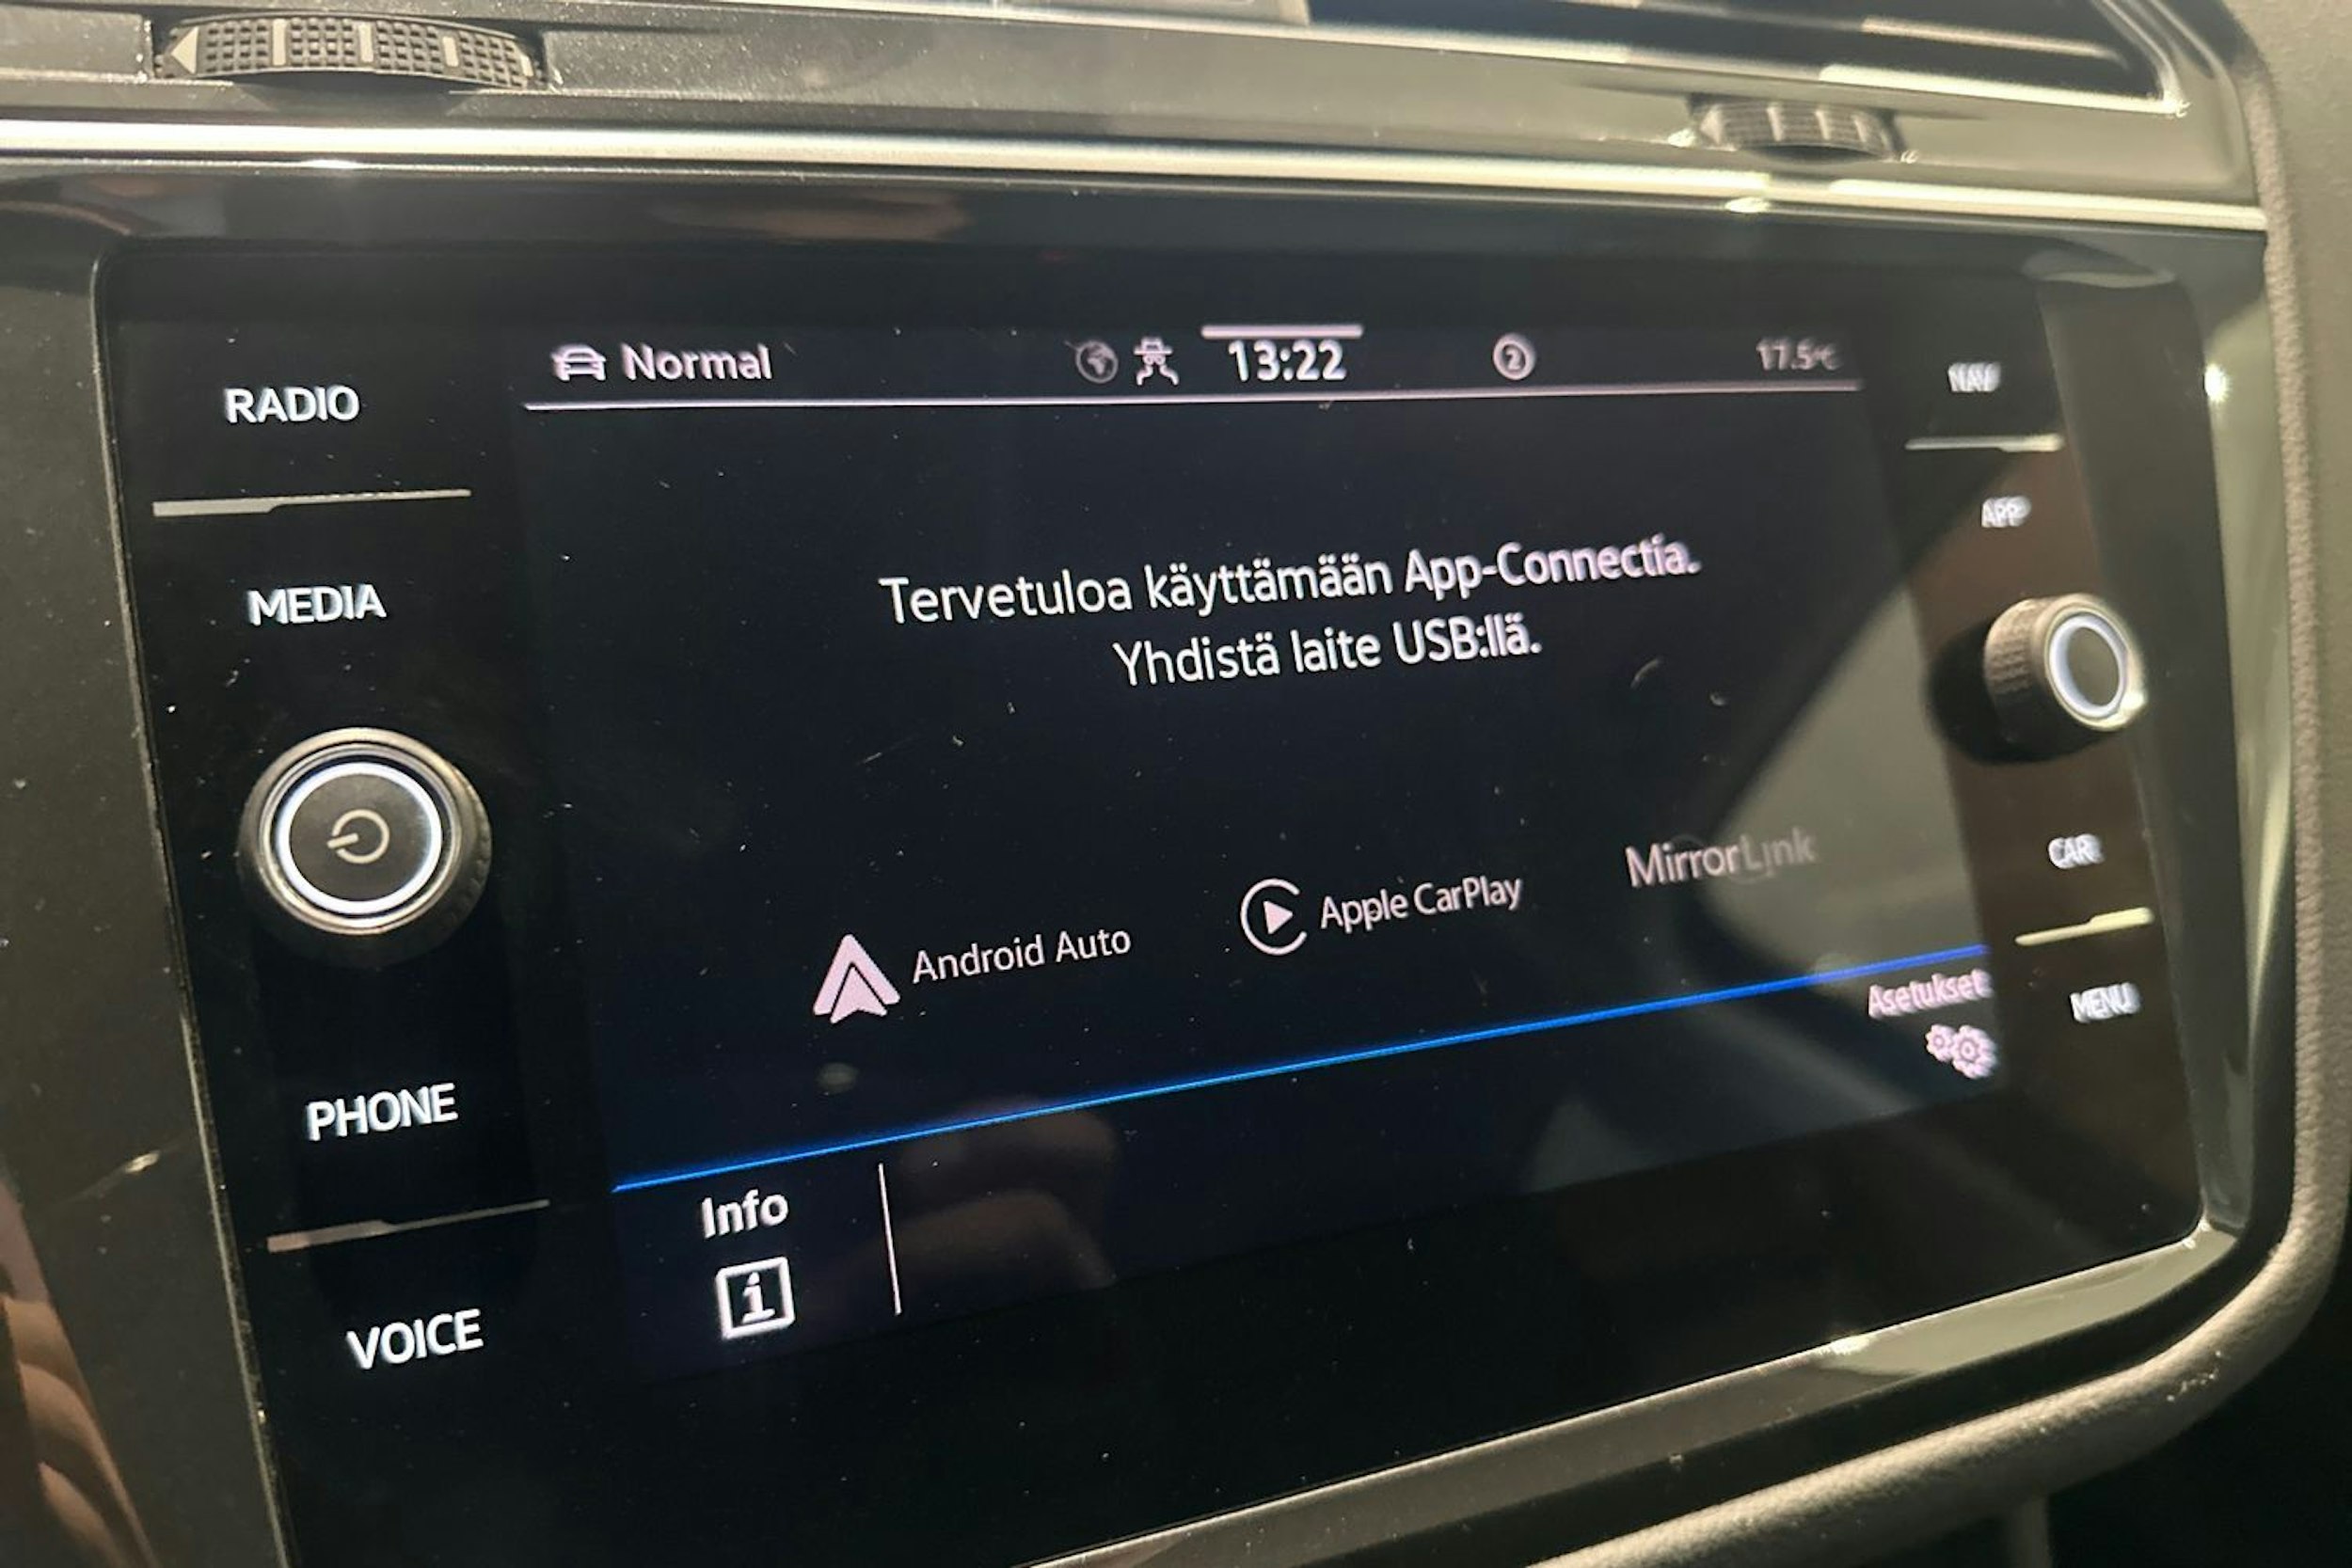 Normal
13:22
2
17.5°C
RADIO
MEDIA
PHONE
VOICE
NAV
APP
CAR
MENU
Tervetuloa käyttämään App-Connectia.
Yhdistä laite USB:llä.
Android Auto
Apple CarPlay
MirrorLink
Asetukset
Info
i